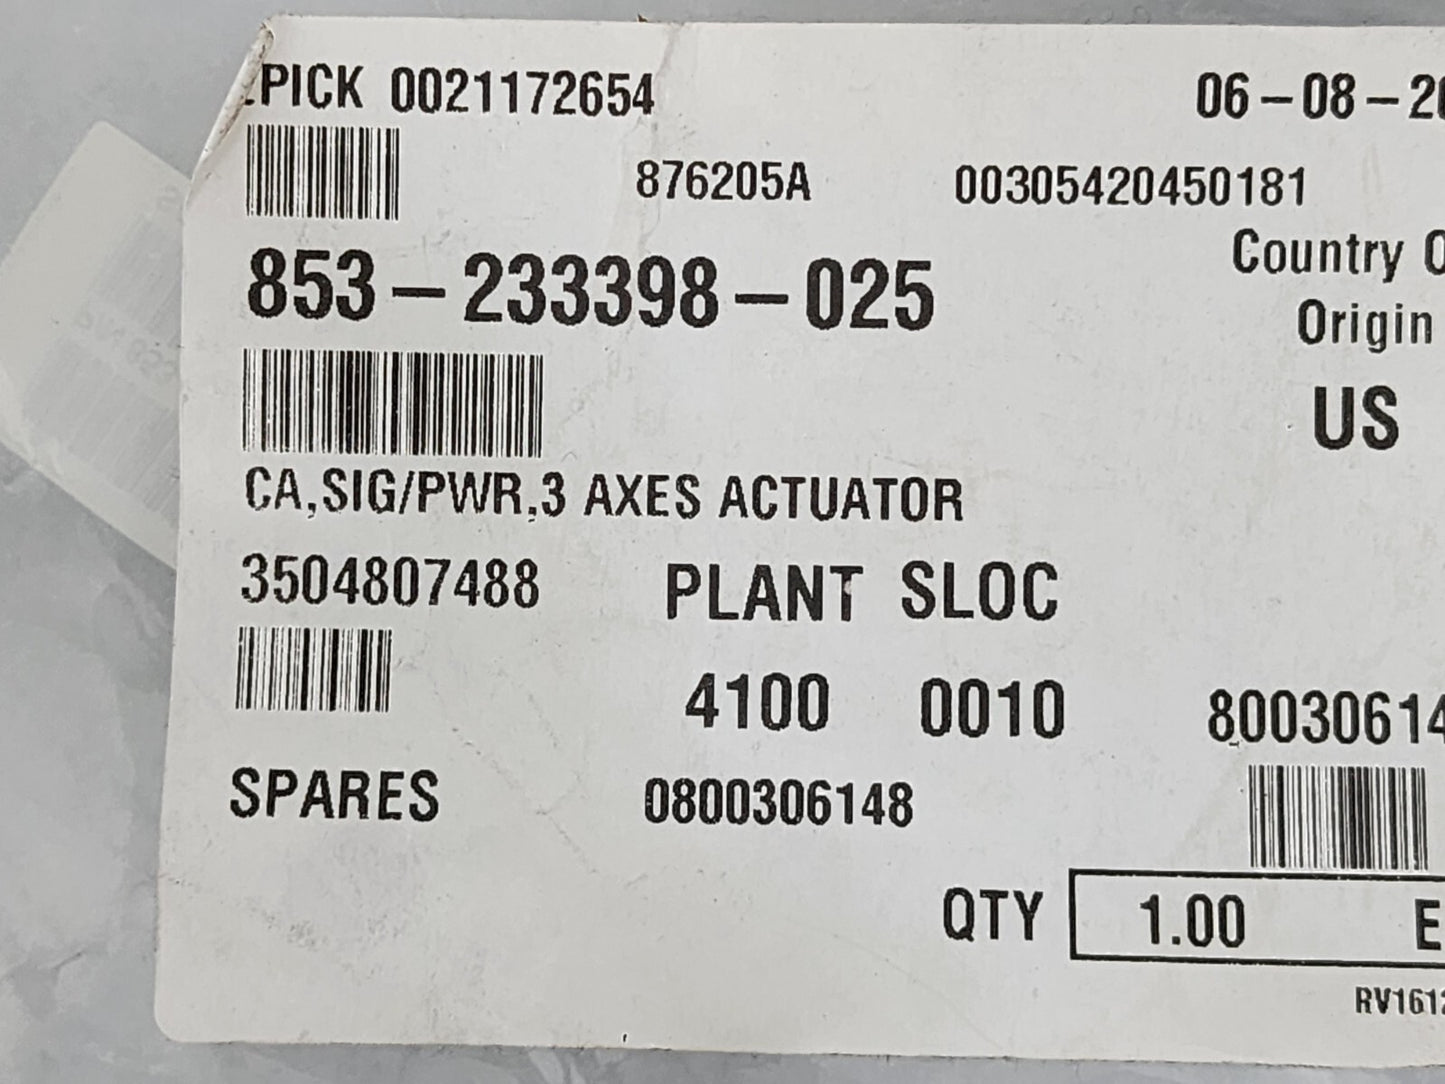 PICK 0021172654
06-08-20
876205A 00305420450181
853-233398-025
Country O
Origin
US
CA,SIG/PWR,3 AXES ACTUATOR
3504807488
PLANT SLOC
4100 0010
80030614
SPARES
0800306148
QTY 1.00 E
RV1612